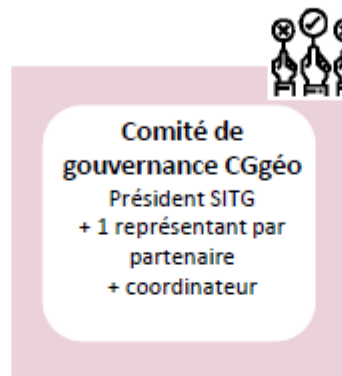 Comité de
gouvernance CGgéo
Président SITG
+ 1 représentant par
partenaire
+ coordinateur